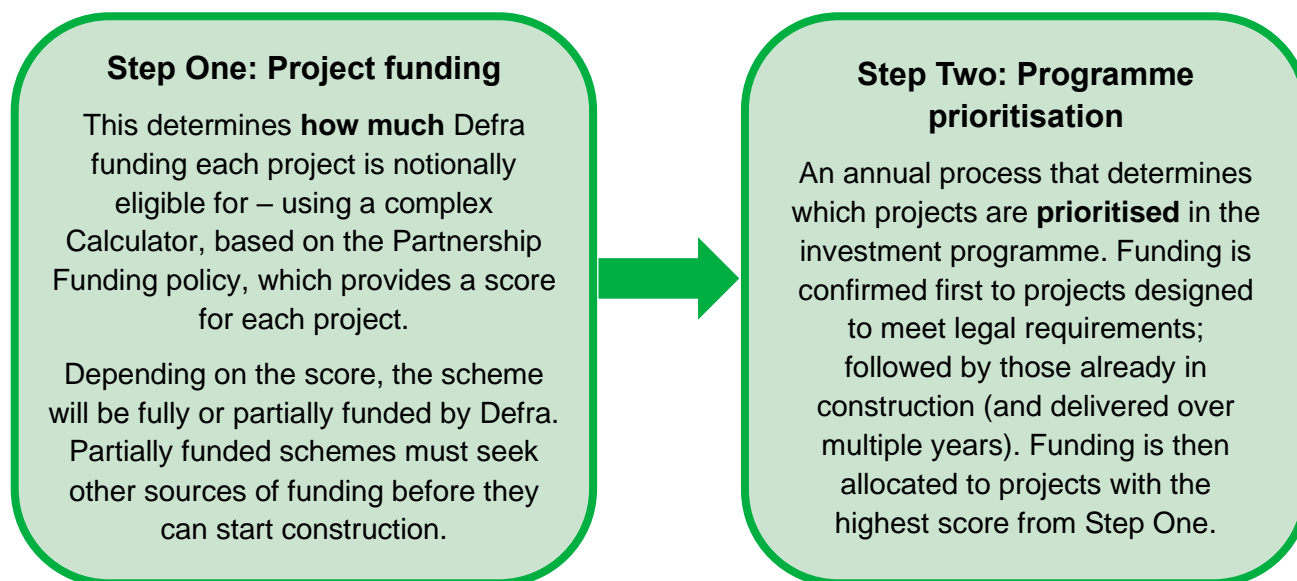 Step One: Project funding
This determines how much Defra
funding each project is notionally
eligible for – using a complex
Calculator, based on the Partnership
Funding policy, which provides a score
for each project.
Depending on the score, the scheme
will be fully or partially funded by Defra.
Partially funded schemes must seek
other sources of funding before they
can start construction.
Step Two: Programme
prioritisation
An annual process that determines
which projects are prioritised in the
investment programme. Funding is
confirmed first to projects designed
to meet legal requirements;
followed by those already in
construction (and delivered over
multiple years). Funding is then
allocated to projects with the
highest score from Step One.